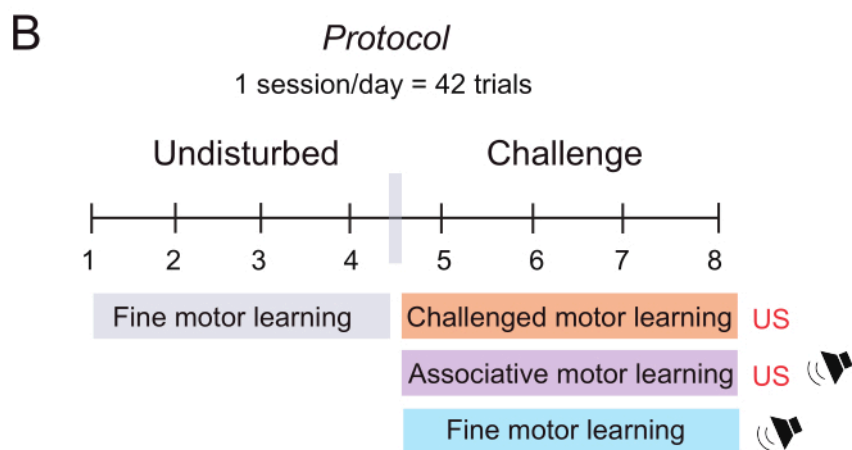 B
Protocol
1 session/day = 42 trials
Undisturbed Challenge
1 2 3 4 5 6 7 8
Fine motor learning Challenged motor learning US
Associative motor learning US
Fine motor learning